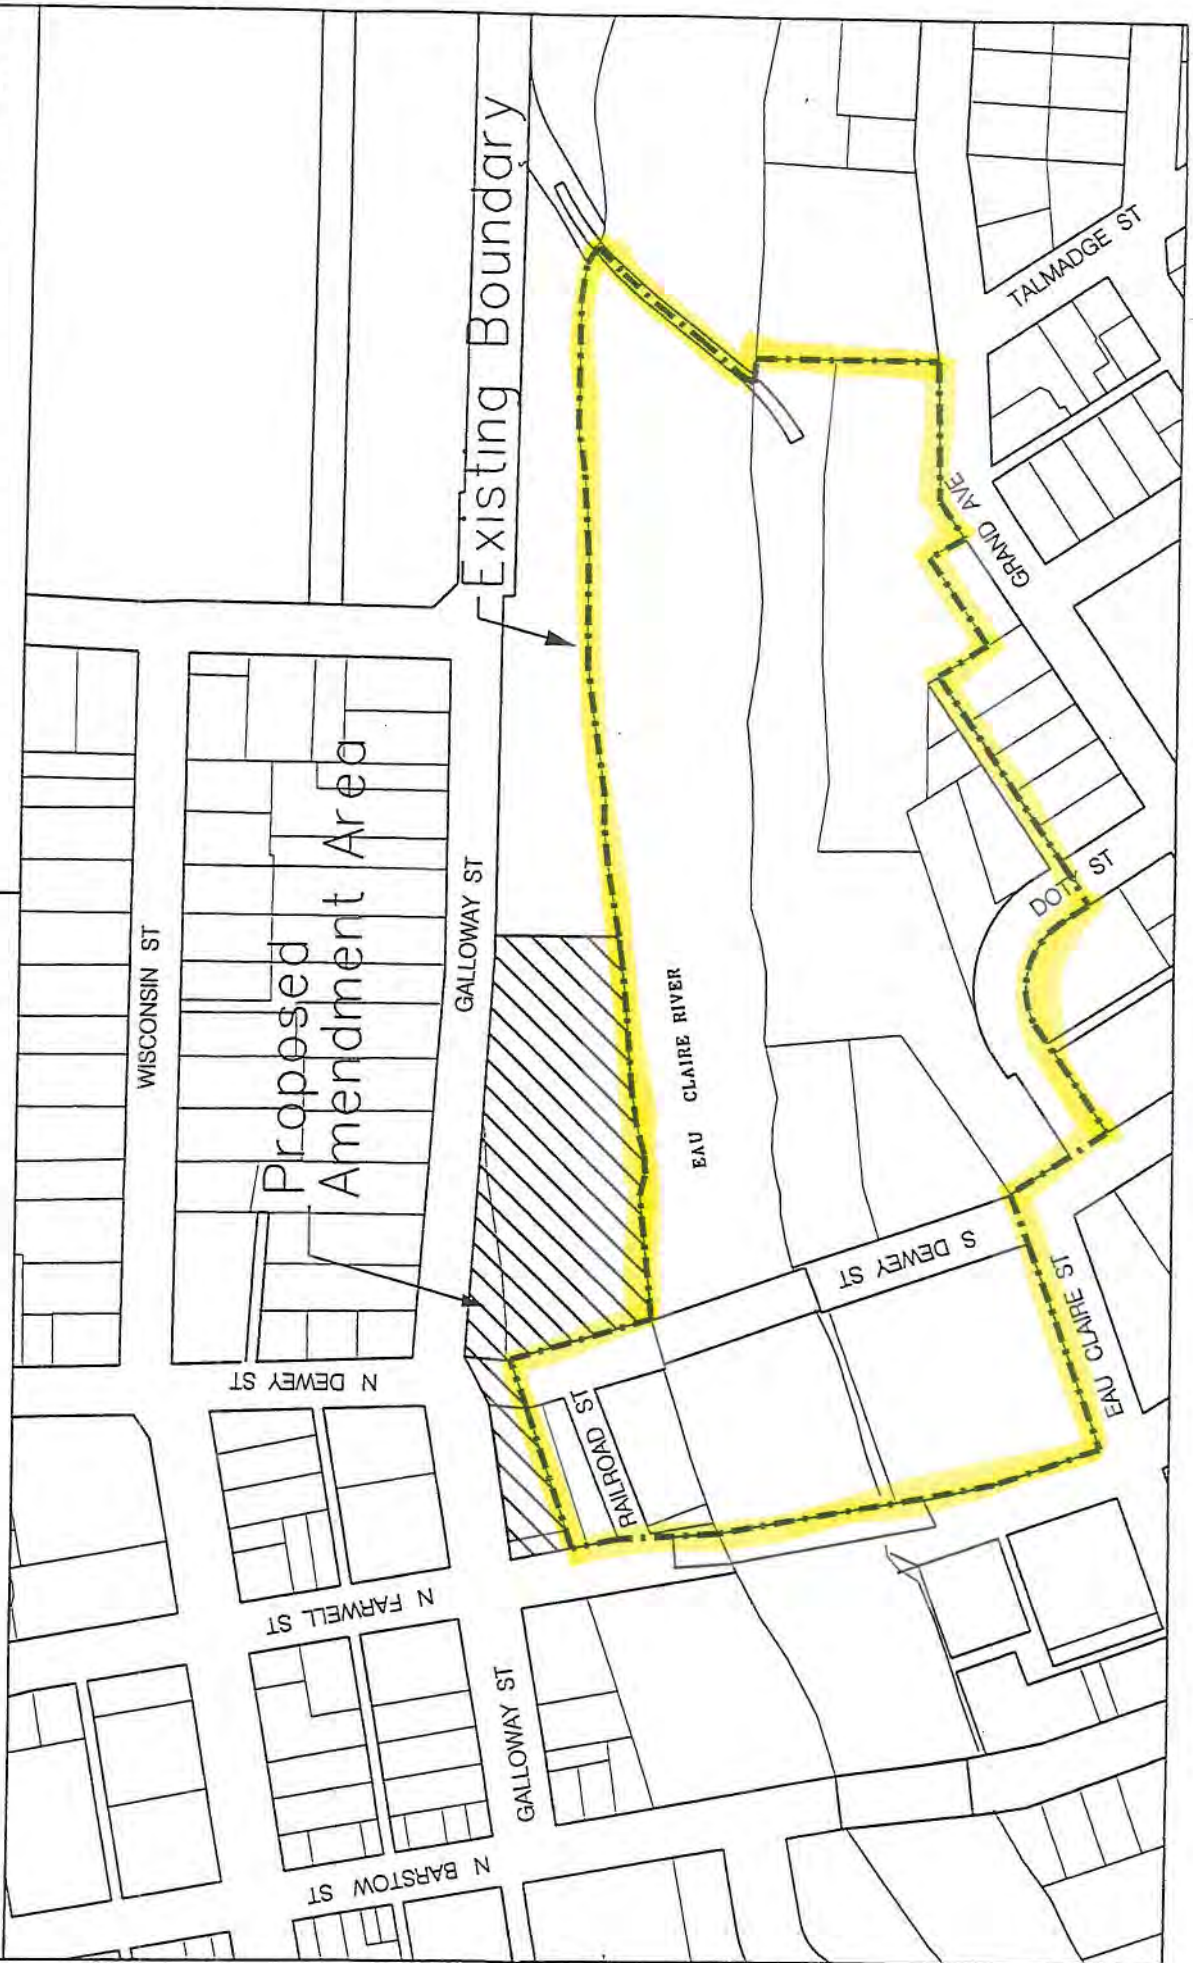 Existing Boundary
Proposed
Amendment Area
WISCONSIN ST
GALLOWAY ST
EAU CLAIRE RIVER
TALMADGE ST
GRAND AVE
DOTY ST
S DEWEY ST
EAU CLAIRE ST
N DEWEY ST
RAILROAD ST
N FARWELL ST
GALLOWAY ST
N BARSTOW ST